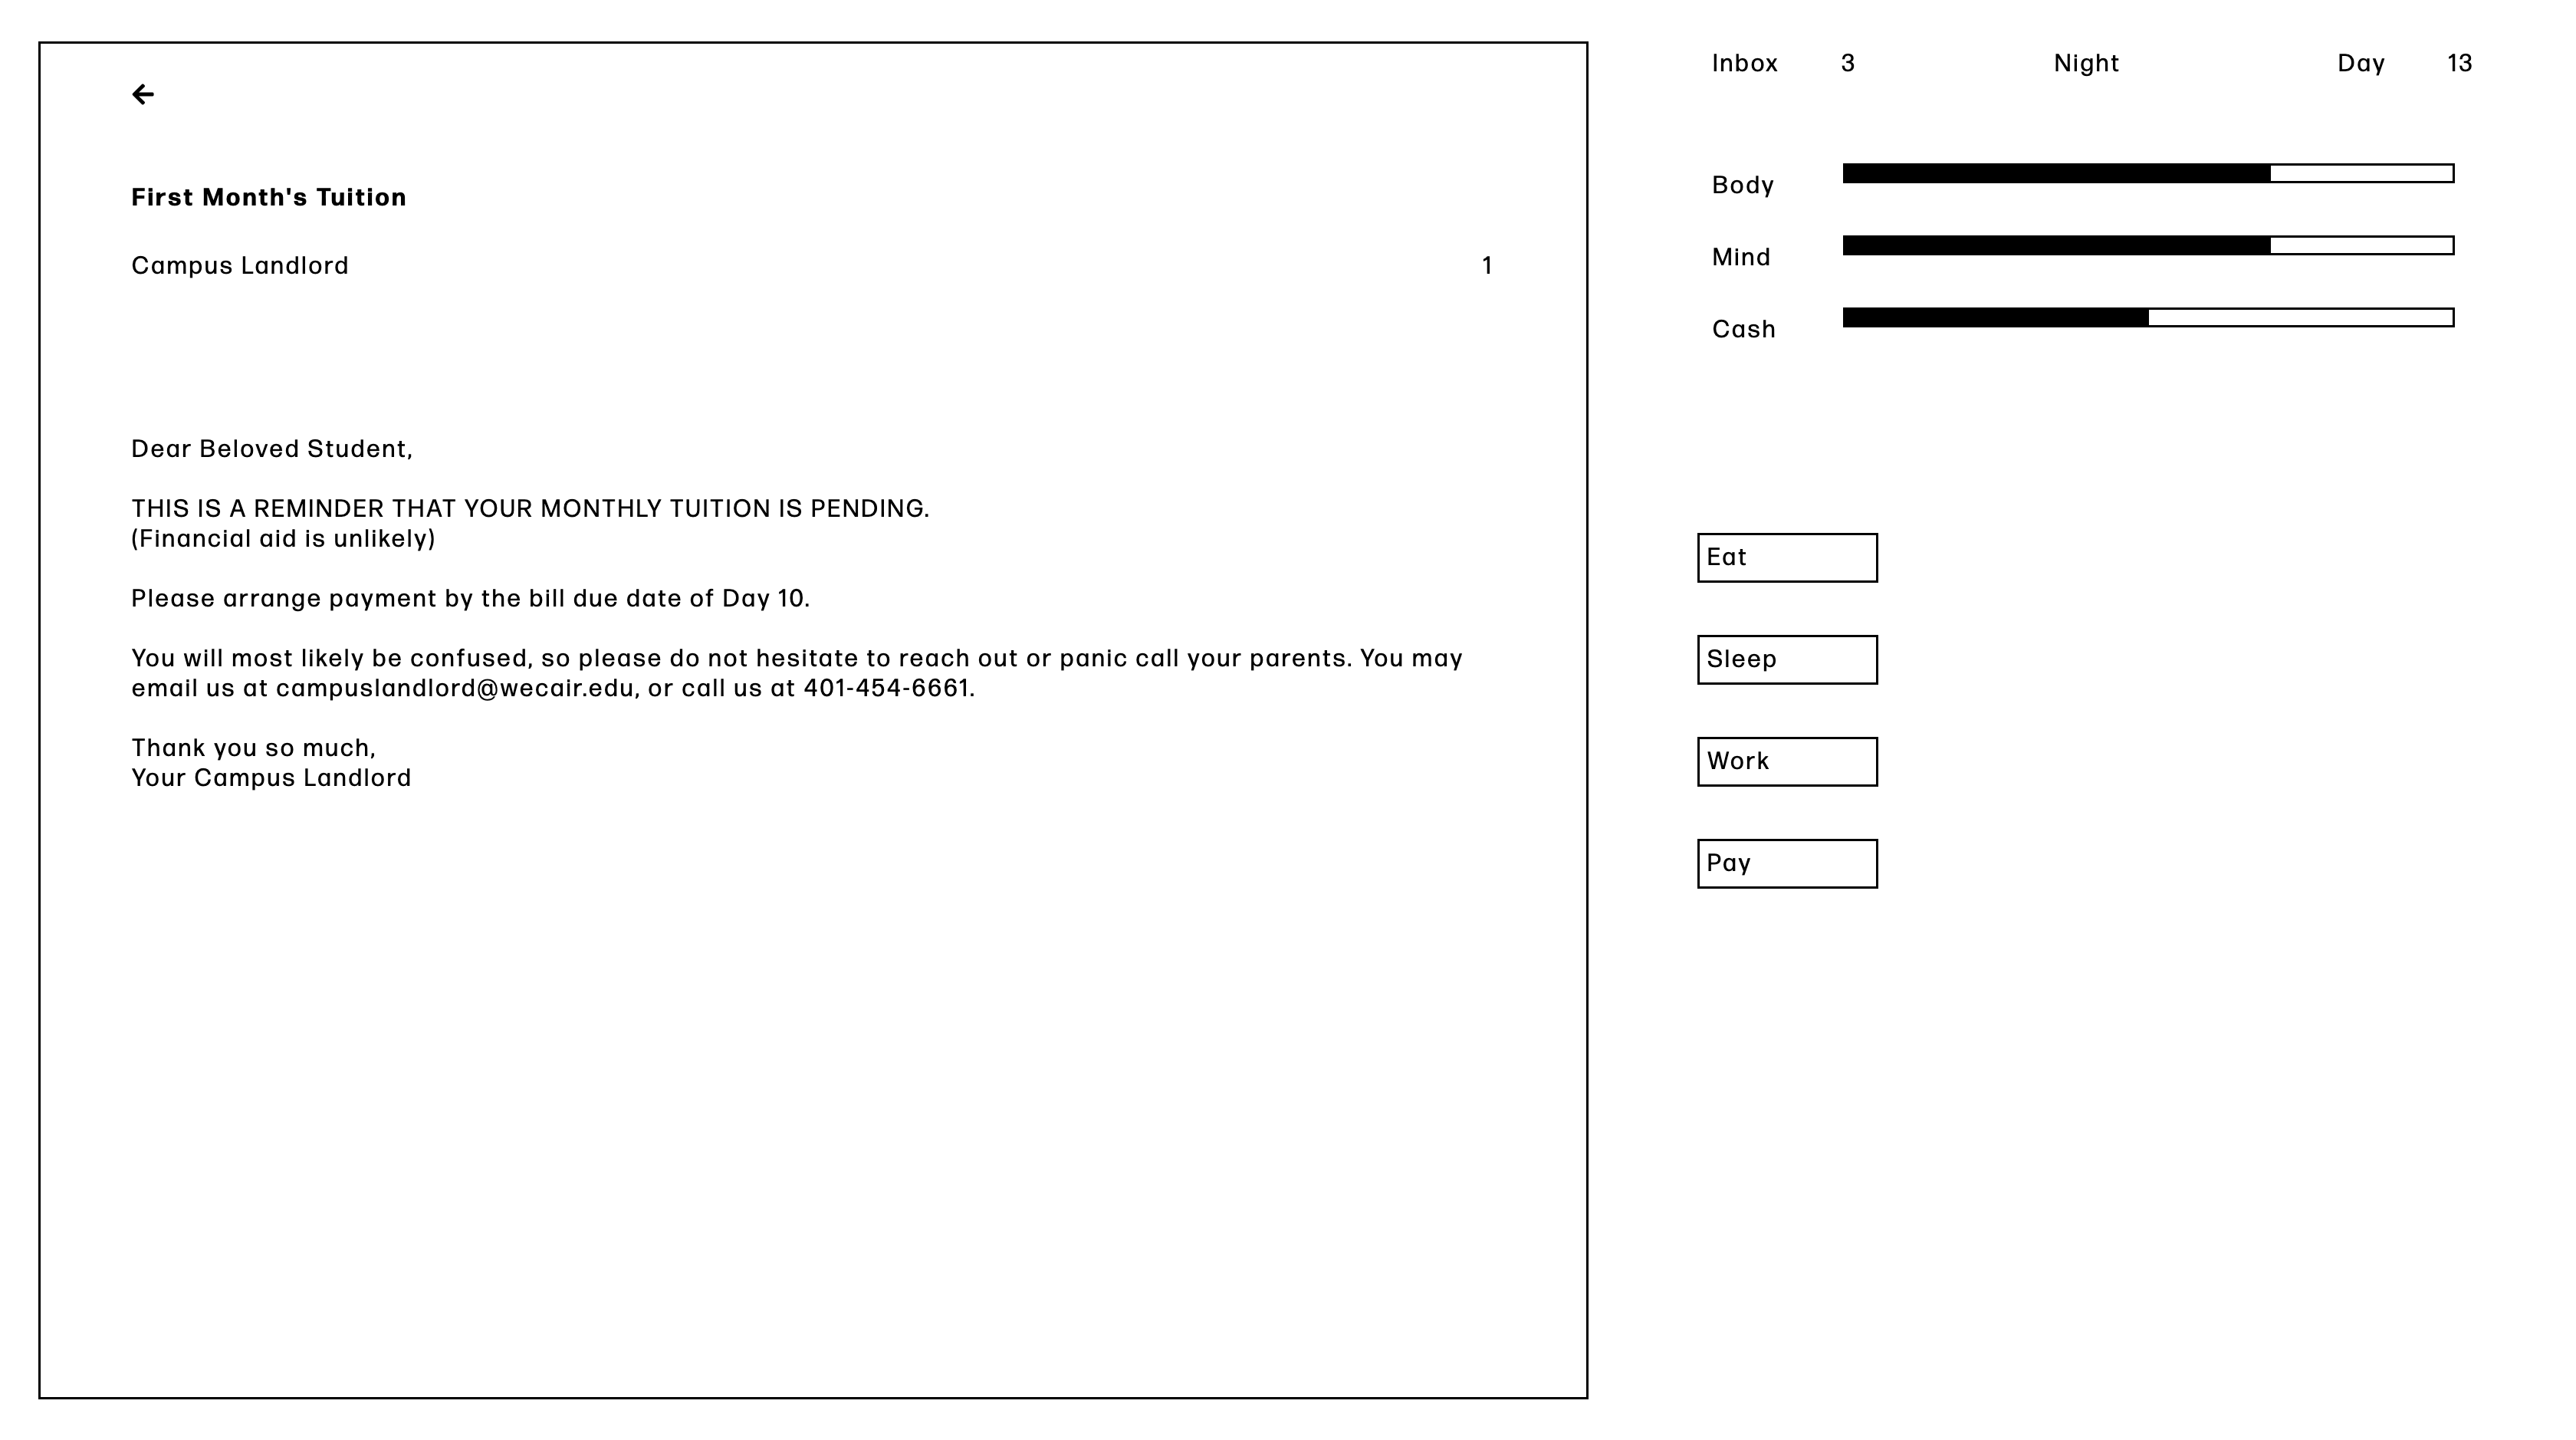 First Month's Tuition
Campus Landlord 1
Dear Beloved Student,
THIS IS A REMINDER THAT YOUR MONTHLY TUITION IS PENDING.
(Financial aid is unlikely)
Please arrange payment by the bill due date of Day 10.
You will most likely be confused, so please do not hesitate to reach out or panic call your parents. You may
email us at campuslandlord@wecair.edu, or call us at 401-454-6661.
Thank you so much,
Your Campus Landlord
Inbox 3 Night Day 13
Body
Mind
Cash
Eat
Sleep
Work
Pay